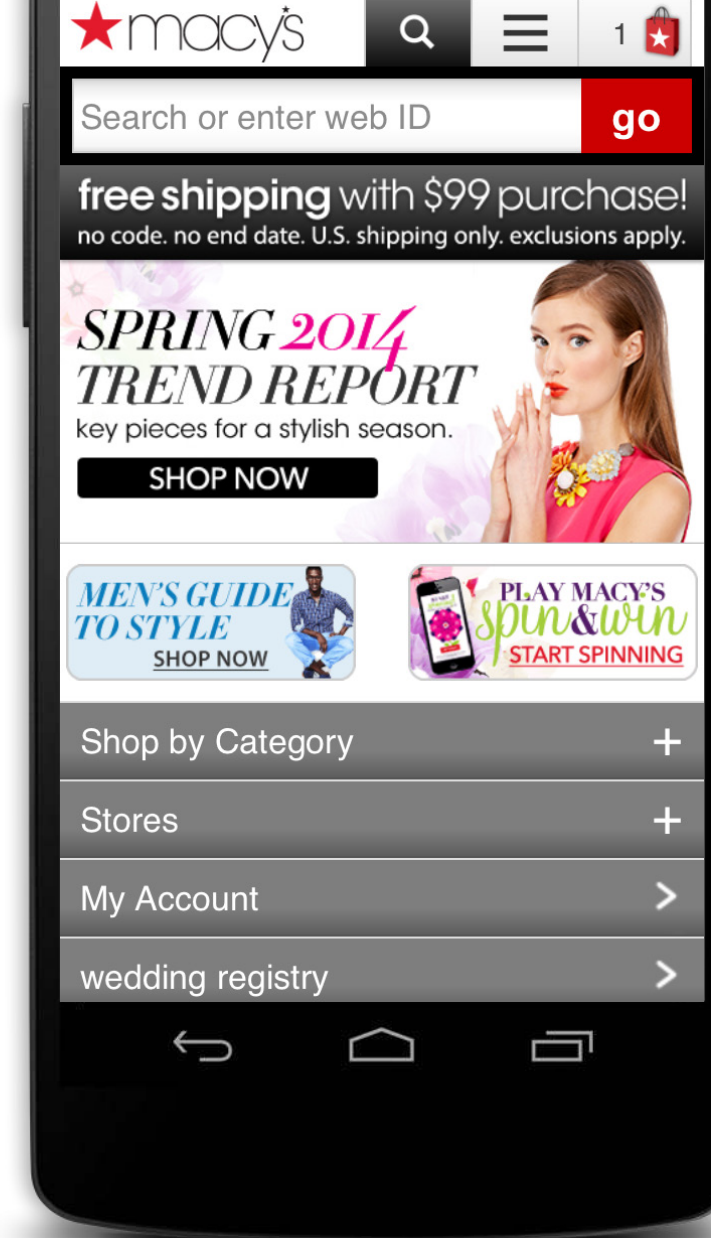 macy's
1
Search or enter web ID
go
free shipping with $99 purchase!
no code. no end date. U.S. shipping only. exclusions apply.
SPRING 2014
TREND REPORT
key pieces for a stylish season.
SHOP NOW
MEN'S GUIDE
TO STYLE
SHOP NOW
PLAY MACY'S
spin&win
START SPINNING
Shop by Category
Stores
My Account
wedding registry